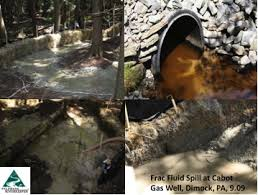 Frac Fluid Spill at Cabot
Gas Well, Dimock, PA, 9.09